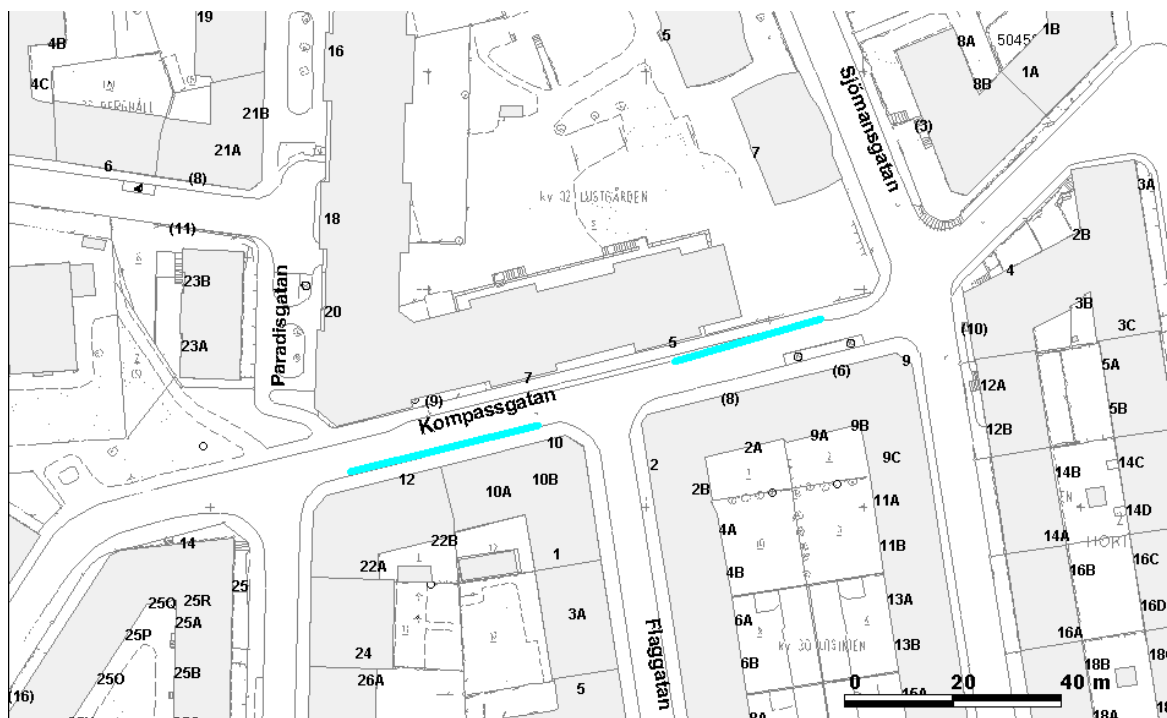 19
4B
16
5
8A
5045
1B
4C
1A
8B
21B
Sjömansgatan
(3)
21A
7
6
(8)
3A
kv 32 LUSTGÅRDEN
18
(11)
2B
4
23B
Paradisgatan
3B
20
(10)
3C
23A
5
9
5A
7
(6)
12A
(9)
Kompassgatan
(8)
5B
9B
9A
12B
10
2A
2
9C
12
10B
14B
14C
10A
2B
11A
14D
4A
22B
14A
14
11B
1
16C
22A
4B
16B
25
25Q
25R
13A
3A
16D
6A
25A
25P
16A
Flaggatan
13B
24
kv 30
6B
18B
25B
26A
25O
5
0
20
40 m
15A
(16)
8A
18A